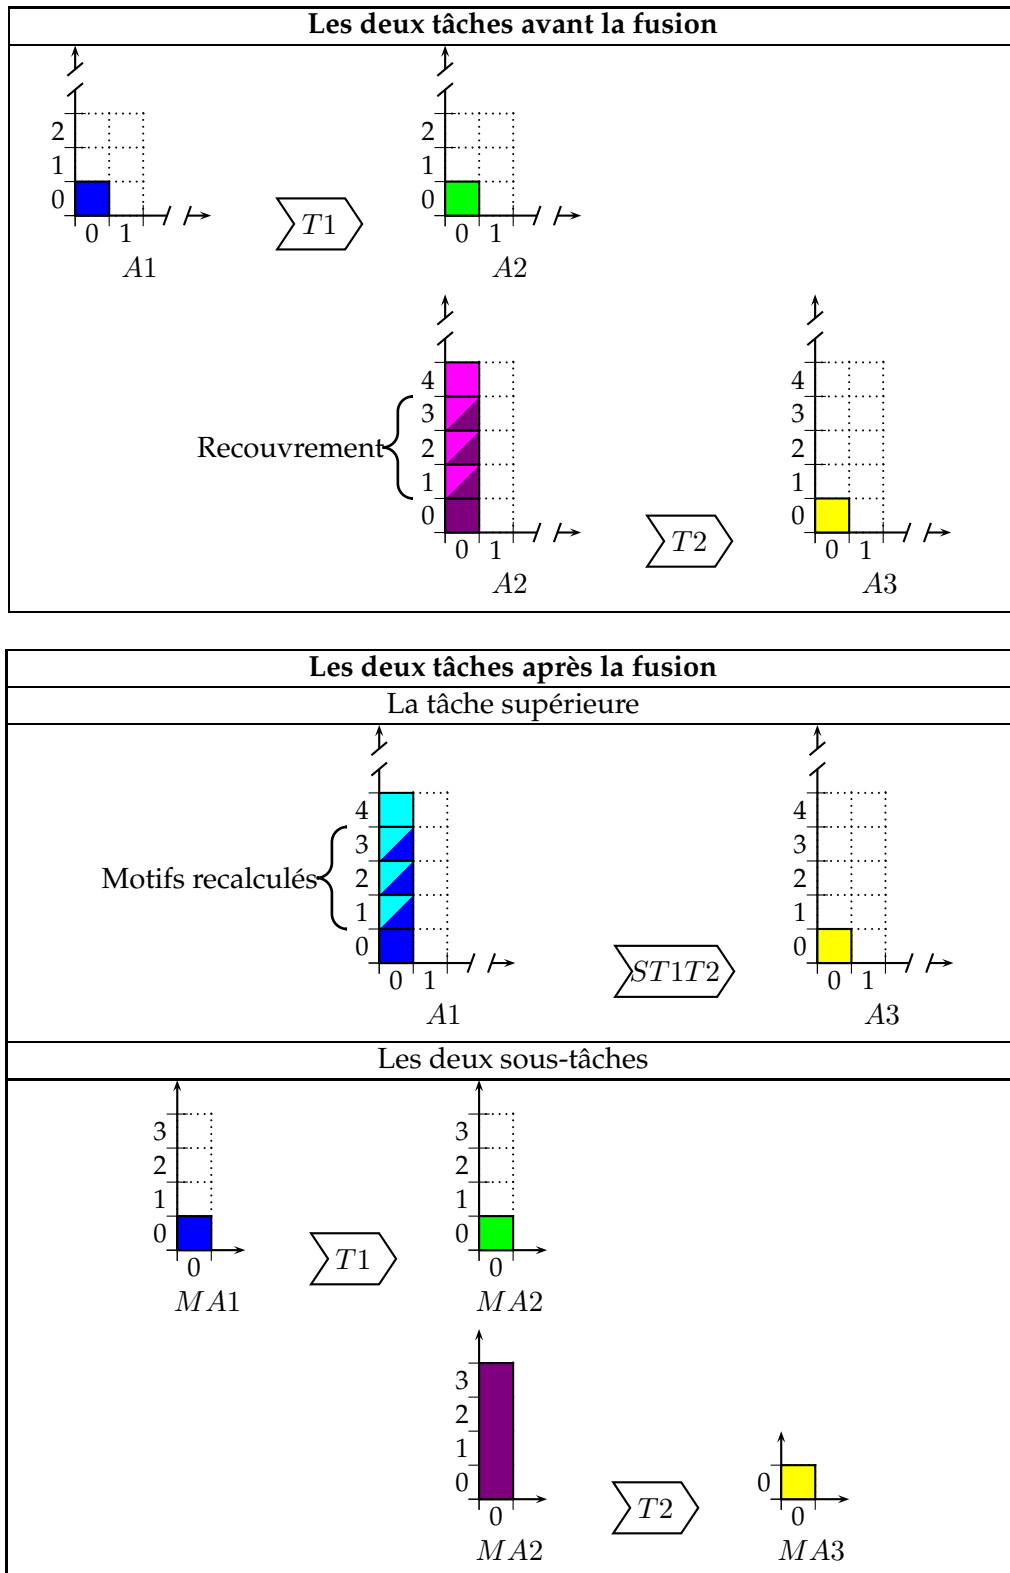 Les deux tâches avant la fusion
2
1
0
0 1
A1
T1
2
1
0
0 1
A2
Recouvrement
4
3
2
1
0
0 1
A2
T2
4
3
2
1
0
0 1
A3
Les deux tâches après la fusion
La tâche supérieure
Motifs recalculés
4
3
2
1
0
0 1
A1
ST1T2
4
3
2
1
0
0 1
A3
Les deux sous-tâches
3
2
1
0
0
MA1
T1
3
2
1
0
0
MA2
3
2
1
0
0
MA2
T2
0
0
MA3